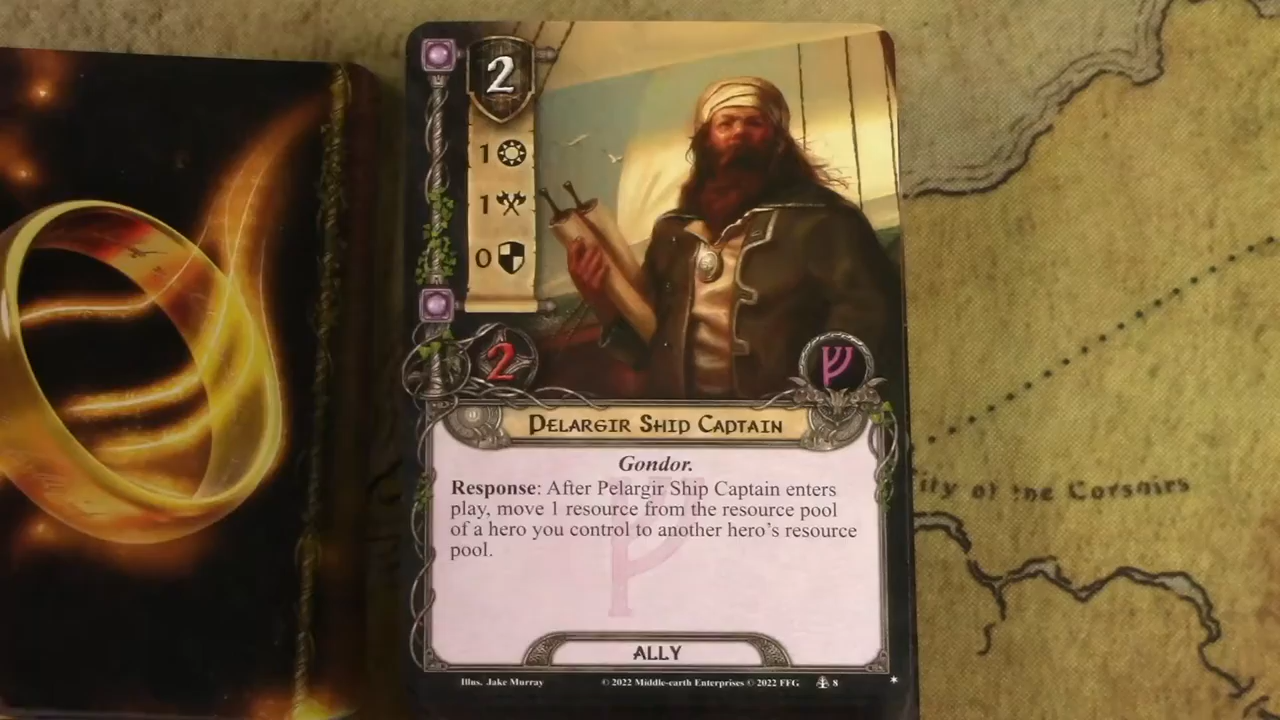 2
1
1
0
2
PELARGIR SHIP CAPTAIN
Gondor.
Response: After Pelargir Ship Captain enters
play, move 1 resource from the resource pool
of a hero you control to another hero's resource
pool.
ALLY
Illus. Jake Murray © 2022 Middle-earth Enterprises © 2022 FFG 8
ity of the Corsairs